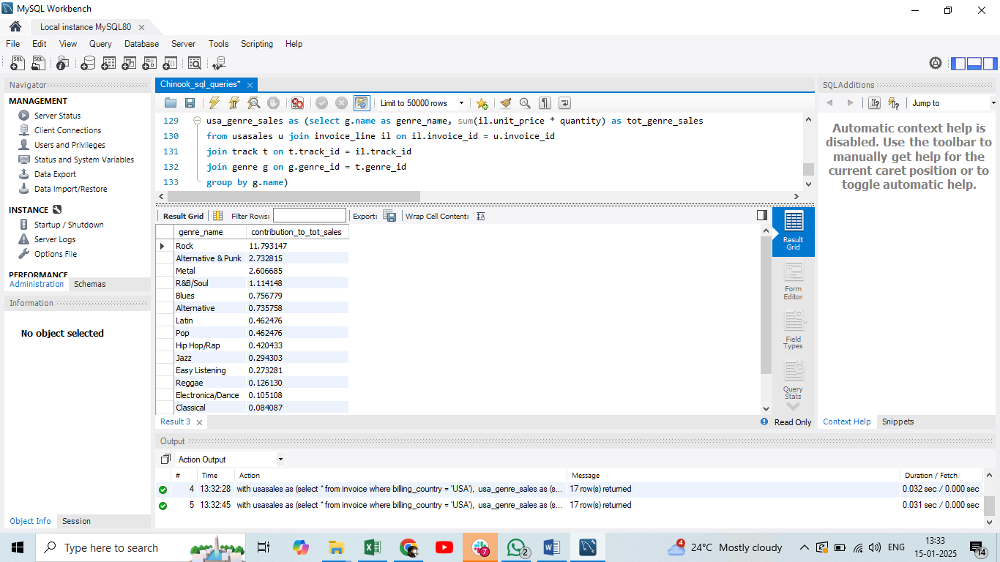 MySQL Workbench
Local instance MySQL80
File Edit View Query Database Server Tools Scripting Help
Navigator
MANAGEMENT
Server Status
Client Connections
Users and Privileges
Status and System Variables
Data Export
Data Import/Restore
INSTANCE
Startup / Shutdown
Server Logs
Options File
PERFORMANCE
Administration Schemas
Information
No object selected
Object Info Session
Chinook_sql_queries*
Limit to 50000 rows
129 usa_genre_sales as (select g.name as genre_name, sum(il.unit_price * quantity) as tot_genre_sales
130 from usasales u join invoice_line il on il.invoice_id = u.invoice_id
131 join track t on t.track_id = il.track_id
132 join genre g on g.genre_id = t.genre_id
133 group by g.name)
Result Grid Filter Rows: Export: Wrap Cell Content:
genre_name contribution_to_tot_sales
Rock 11.793147
Alternative & Punk 2.732815
Metal 2.606685
R&B/Soul 1.114148
Blues 0.756779
Alternative 0.735758
Latin 0.462476
Pop 0.462476
Hip Hop/Rap 0.420433
Jazz 0.294303
Easy Listening 0.273281
Reggae 0.126130
Electronica/Dance 0.105108
Classical 0.084087
Result Grid
Form Editor
Field Types
Query Stats
Result 3
Read Only
SQLAdditions
Jump to
Automatic context help is
disabled. Use the toolbar to
manually get help for the
current caret position or to
toggle automatic help.
Context Help Snippets
Output
Action Output
# Time Action Message Duration / Fetch
4 13:32:28 with usasales as (select * from invoice where billing_country = 'USA'), usa_genre_sales as (s... 17 row(s) returned 0.032 sec / 0.000 sec
5 13:32:45 with usasales as (select * from invoice where billing_country = 'USA'), usa_genre_sales as (s... 17 row(s) returned 0.031 sec / 0.000 sec
Type here to search
7
2
4
24°C Mostly cloudy
ENG
13:33
15-01-2025
14